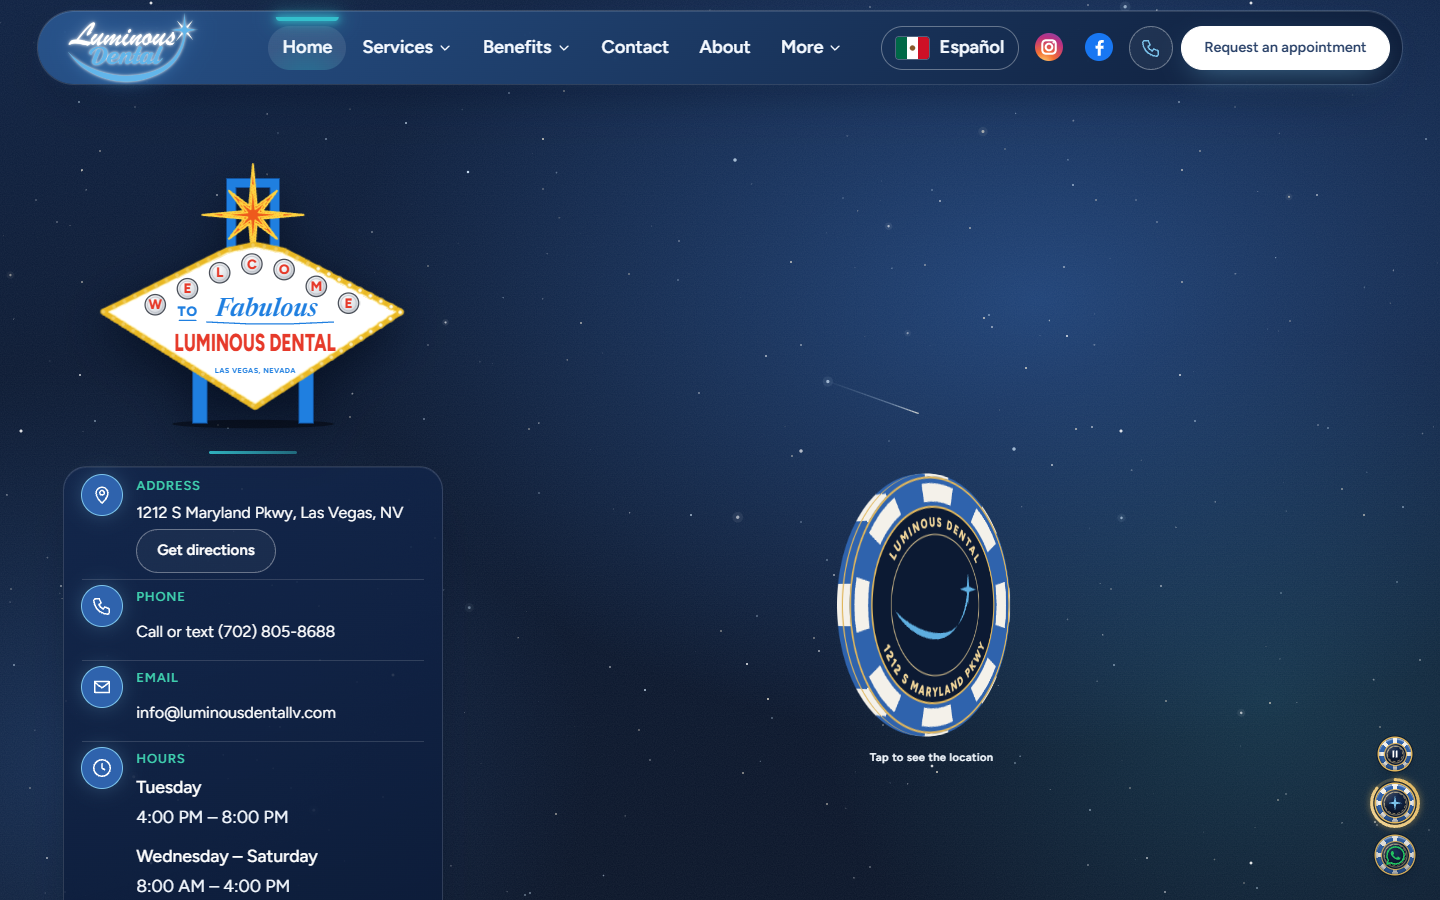 Luminous
Dental
Home
Services
Benefits
Contact
About
More
Español
Request an appointment
WELCOME
TO Fabulous
LUMINOUS DENTAL
LAS VEGAS, NEVADA
ADDRESS
1212 S Maryland Pkwy, Las Vegas, NV
Get directions
PHONE
Call or text (702) 805-8688
EMAIL
info@luminousdentallv.com
HOURS
Tuesday
4:00 PM – 8:00 PM
Wednesday – Saturday
8:00 AM – 4:00 PM
LUMINOUS DENTAL
1212 S MARYLAND PKWY
Tap to see the location